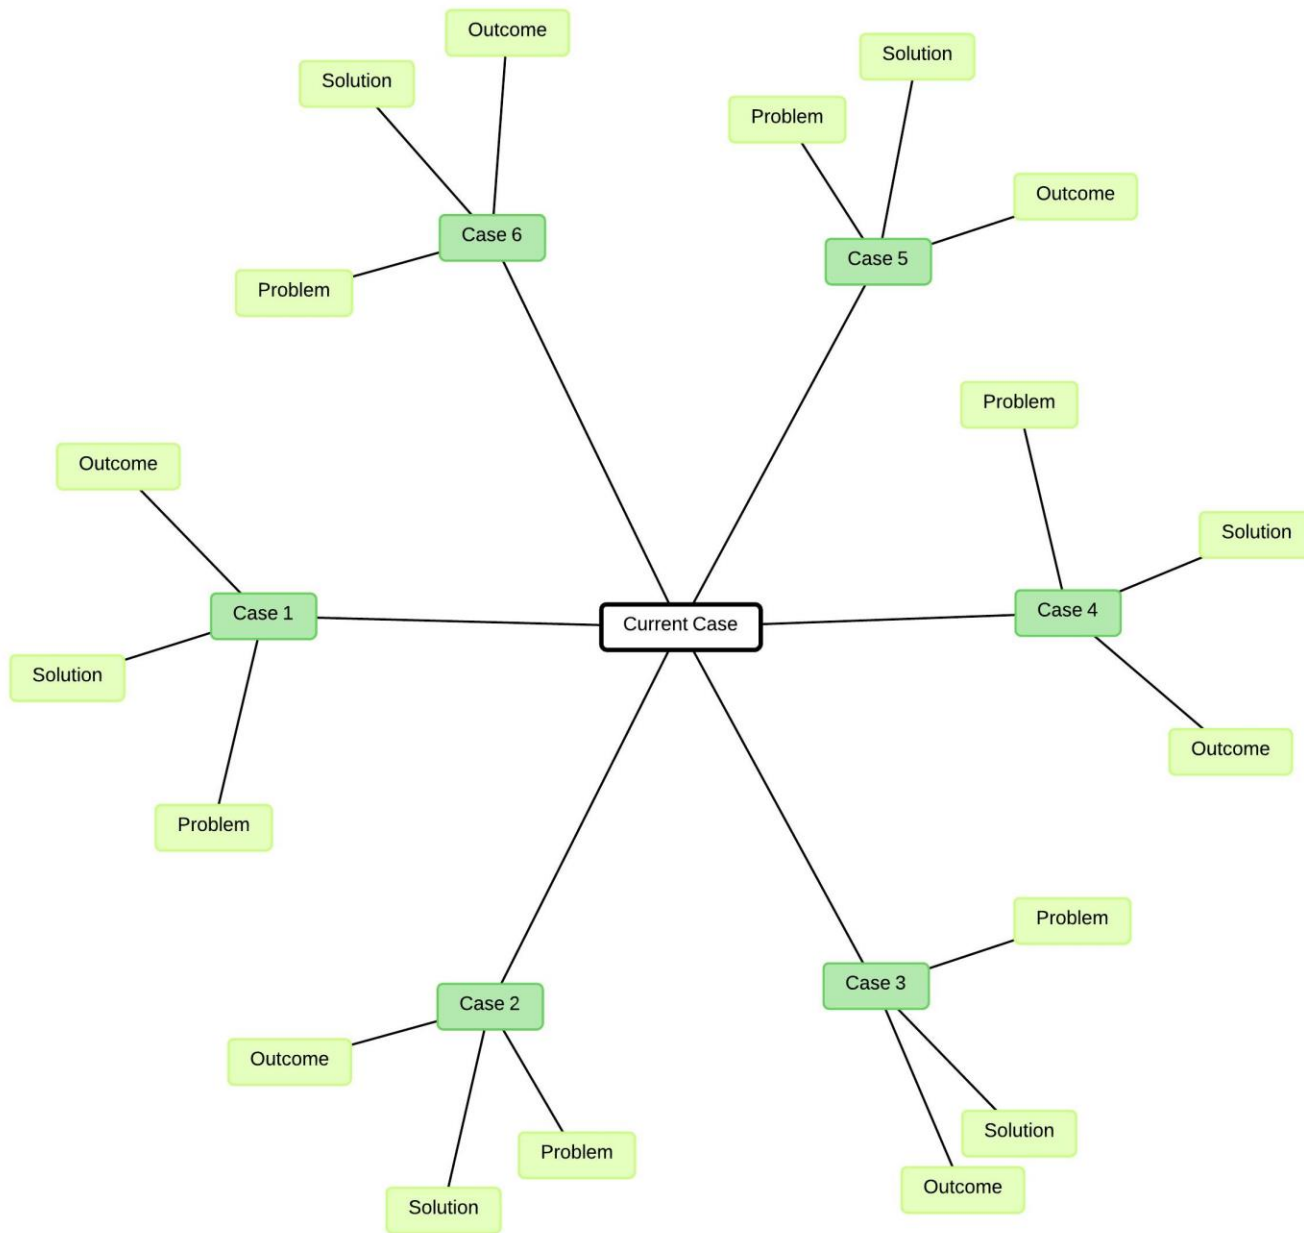 Outcome
Solution
Solution
Problem
Outcome
Case 6
Case 5
Problem
Problem
Outcome
Solution
Case 1
Case 4
Current Case
Solution
Outcome
Problem
Problem
Case 3
Case 2
Outcome
Solution
Problem
Outcome
Solution